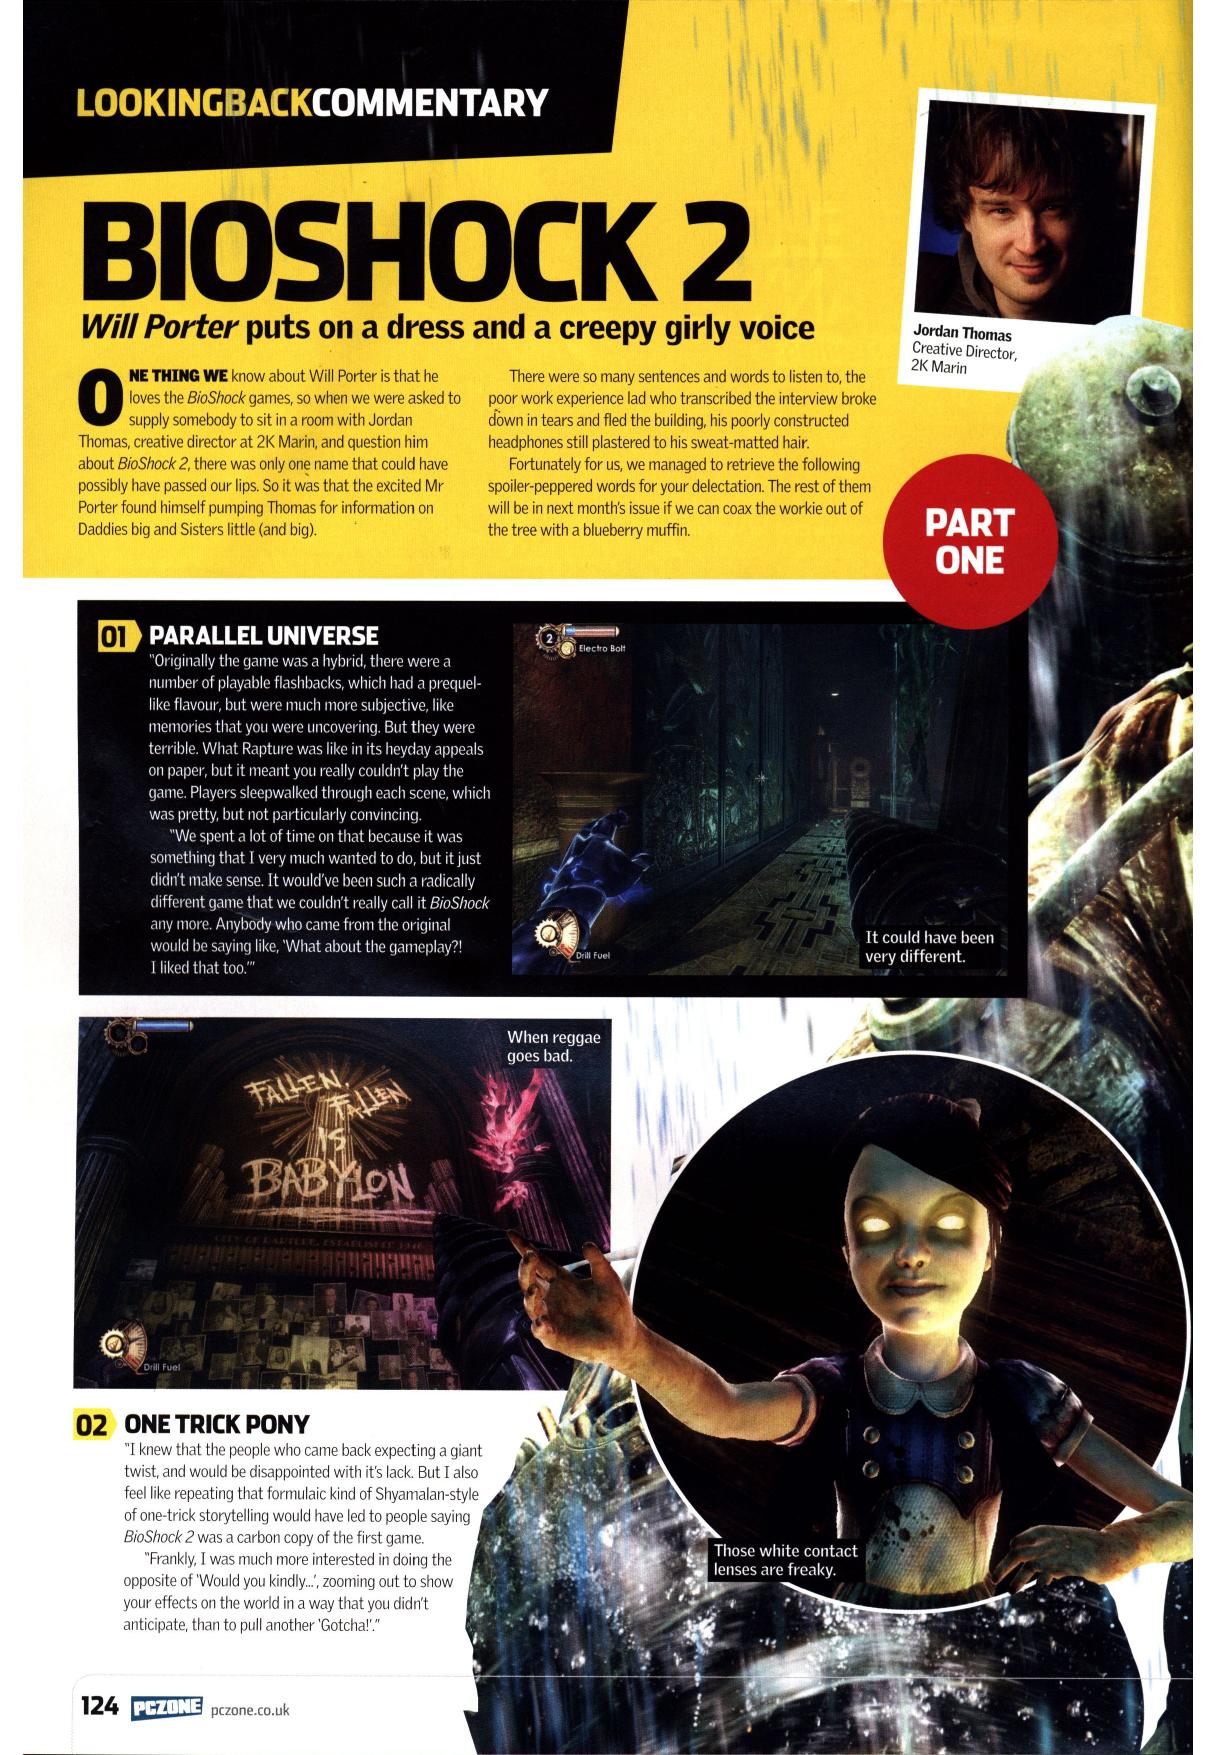 LOOKINGBACKCOMMENTARY
BIOSHOCK 2
Will Porter puts on a dress and a creepy girly voice
Jordan Thomas
Creative Director,
2K Marin
ONE THING WE know about Will Porter is that he
loves the BioShock games, so when we were asked to
supply somebody to sit in a room with Jordan
Thomas, creative director at 2K Marin, and question him
about BioShock 2, there was only one name that could have
possibly have passed our lips. So it was that the excited Mr
Porter found himself pumping Thomas for information on
Daddies big and Sisters little (and big).
There were so many sentences and words to listen to, the
poor work experience lad who transcribed the interview broke
down in tears and fled the building, his poorly constructed
headphones still plastered to his sweat-matted hair.
Fortunately for us, we managed to retrieve the following
spoiler-peppered words for your delectation. The rest of them
will be in next month's issue if we can coax the workie out of
the tree with a blueberry muffin.
PART
ONE
01 PARALLEL UNIVERSE
"Originally the game was a hybrid, there were a
number of playable flashbacks, which had a prequel-
like flavour, but were much more subjective, like
memories that you were uncovering. But they were
terrible. What Rapture was like in its heyday appeals
on paper, but it meant you really couldn't play the
game. Players sleepwalked through each scene, which
was pretty, but not particularly convincing.
"We spent a lot of time on that because it was
something that I very much wanted to do, but it just
didn't make sense. It would've been such a radically
different game that we couldn't really call it BioShock
any more. Anybody who came from the original
would be saying like, 'What about the gameplay?!
I liked that too.'"
2
Electro Bolt
Drill Fuel
It could have been
very different.
When reggae
goes bad.
FALLEN, FALLEN
IS
BABYLON
CITY OF RAPTURE, ESTABLISHED 1946
Drill Fuel
02 ONE TRICK PONY
"I knew that the people who came back expecting a giant
twist, and would be disappointed with it's lack. But I also
feel like repeating that formulaic kind of Shyamalan-style
of one-trick storytelling would have led to people saying
BioShock 2 was a carbon copy of the first game.
"Frankly, I was much more interested in doing the
opposite of 'Would you kindly...', zooming out to show
your effects on the world in a way that you didn't
anticipate, than to pull another 'Gotcha!'."
Those white contact
lenses are freaky.
124 PCZONE pczone.co.uk